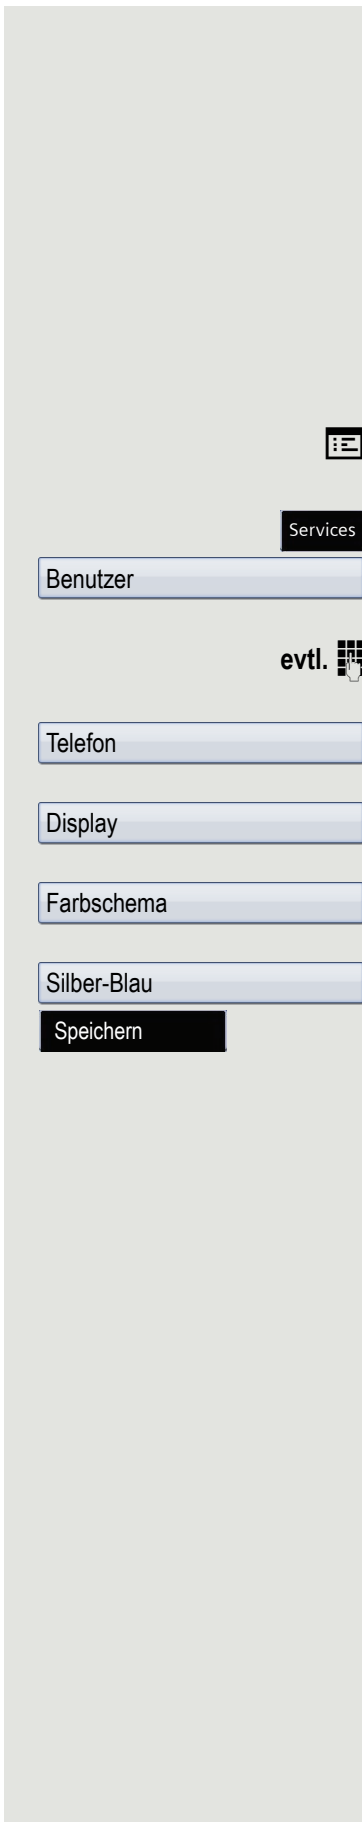 Services
Benutzer
evtl.
Telefon
Display
Farbschema
Silber-Blau
Speichern